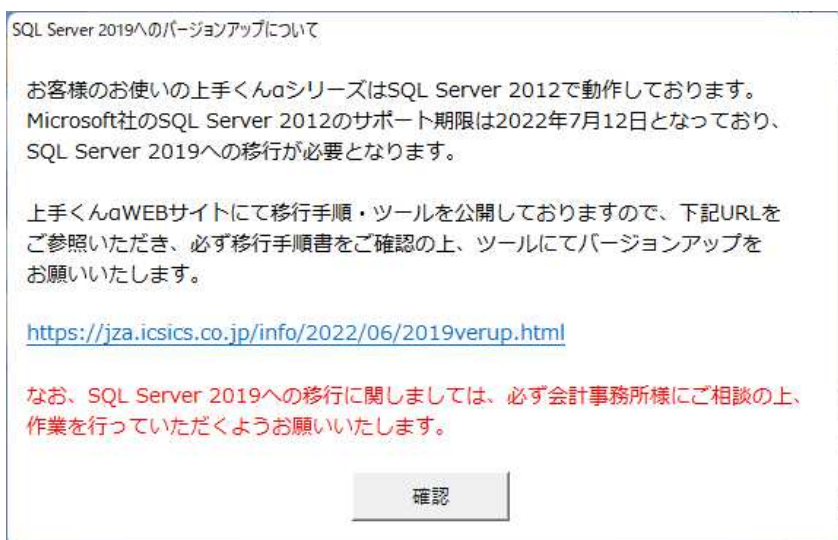 SQL Server 2019へのバージョンアップについて
お客様のお使いの上手くんαシリーズはSQL Server 2012で動作しております。
Microsoft社のSQL Server 2012のサポート期限は2022年7月12日となっており、
SQL Server 2019への移行が必要となります。
上手くんαWEBサイトにて移行手順・ツールを公開しておりますので、下記URLを
ご参照いただき、必ず移行手順書をご確認の上、ツールにてバージョンアップを
お願いいたします。
https://jza.icsics.co.jp/info/2022/06/2019verup.html
なお、SQL Server 2019への移行に関しましては、必ず会計事務所様にご相談の上、
作業を行っていただくようお願いいたします。
確認